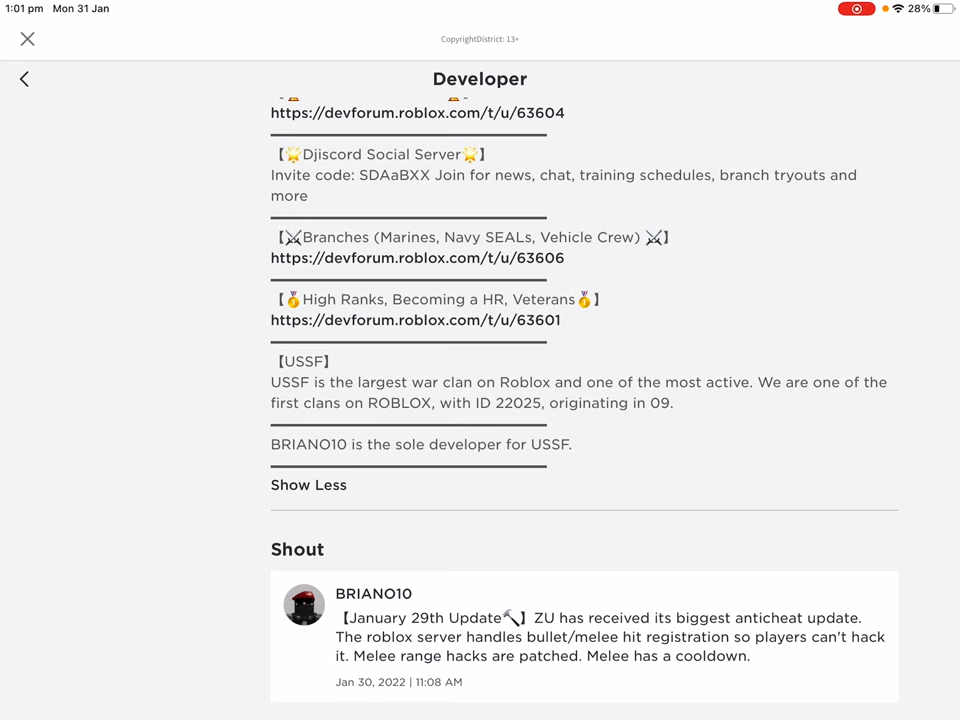 1:01 pm Mon 31 Jan
28%
CopyrightDistrict: 13+
Developer
https://devforum.roblox.com/t/u/63604
【🌟Djiscord Social Server🌟】
Invite code: SDAaBXX Join for news, chat, training schedules, branch tryouts and
more
【⚔Branches (Marines, Navy SEALs, Vehicle Crew) ⚔】
https://devforum.roblox.com/t/u/63606
【🏅High Ranks, Becoming a HR, Veterans🏅】
https://devforum.roblox.com/t/u/63601
【USSF】
USSF is the largest war clan on Roblox and one of the most active. We are one of the
first clans on ROBLOX, with ID 22025, originating in 09.
BRIANO10 is the sole developer for USSF.
Show Less
Shout
BRIANO10
【January 29th Update🔨】ZU has received its biggest anticheat update.
The roblox server handles bullet/melee hit registration so players can't hack
it. Melee range hacks are patched. Melee has a cooldown.
Jan 30, 2022 | 11:08 AM